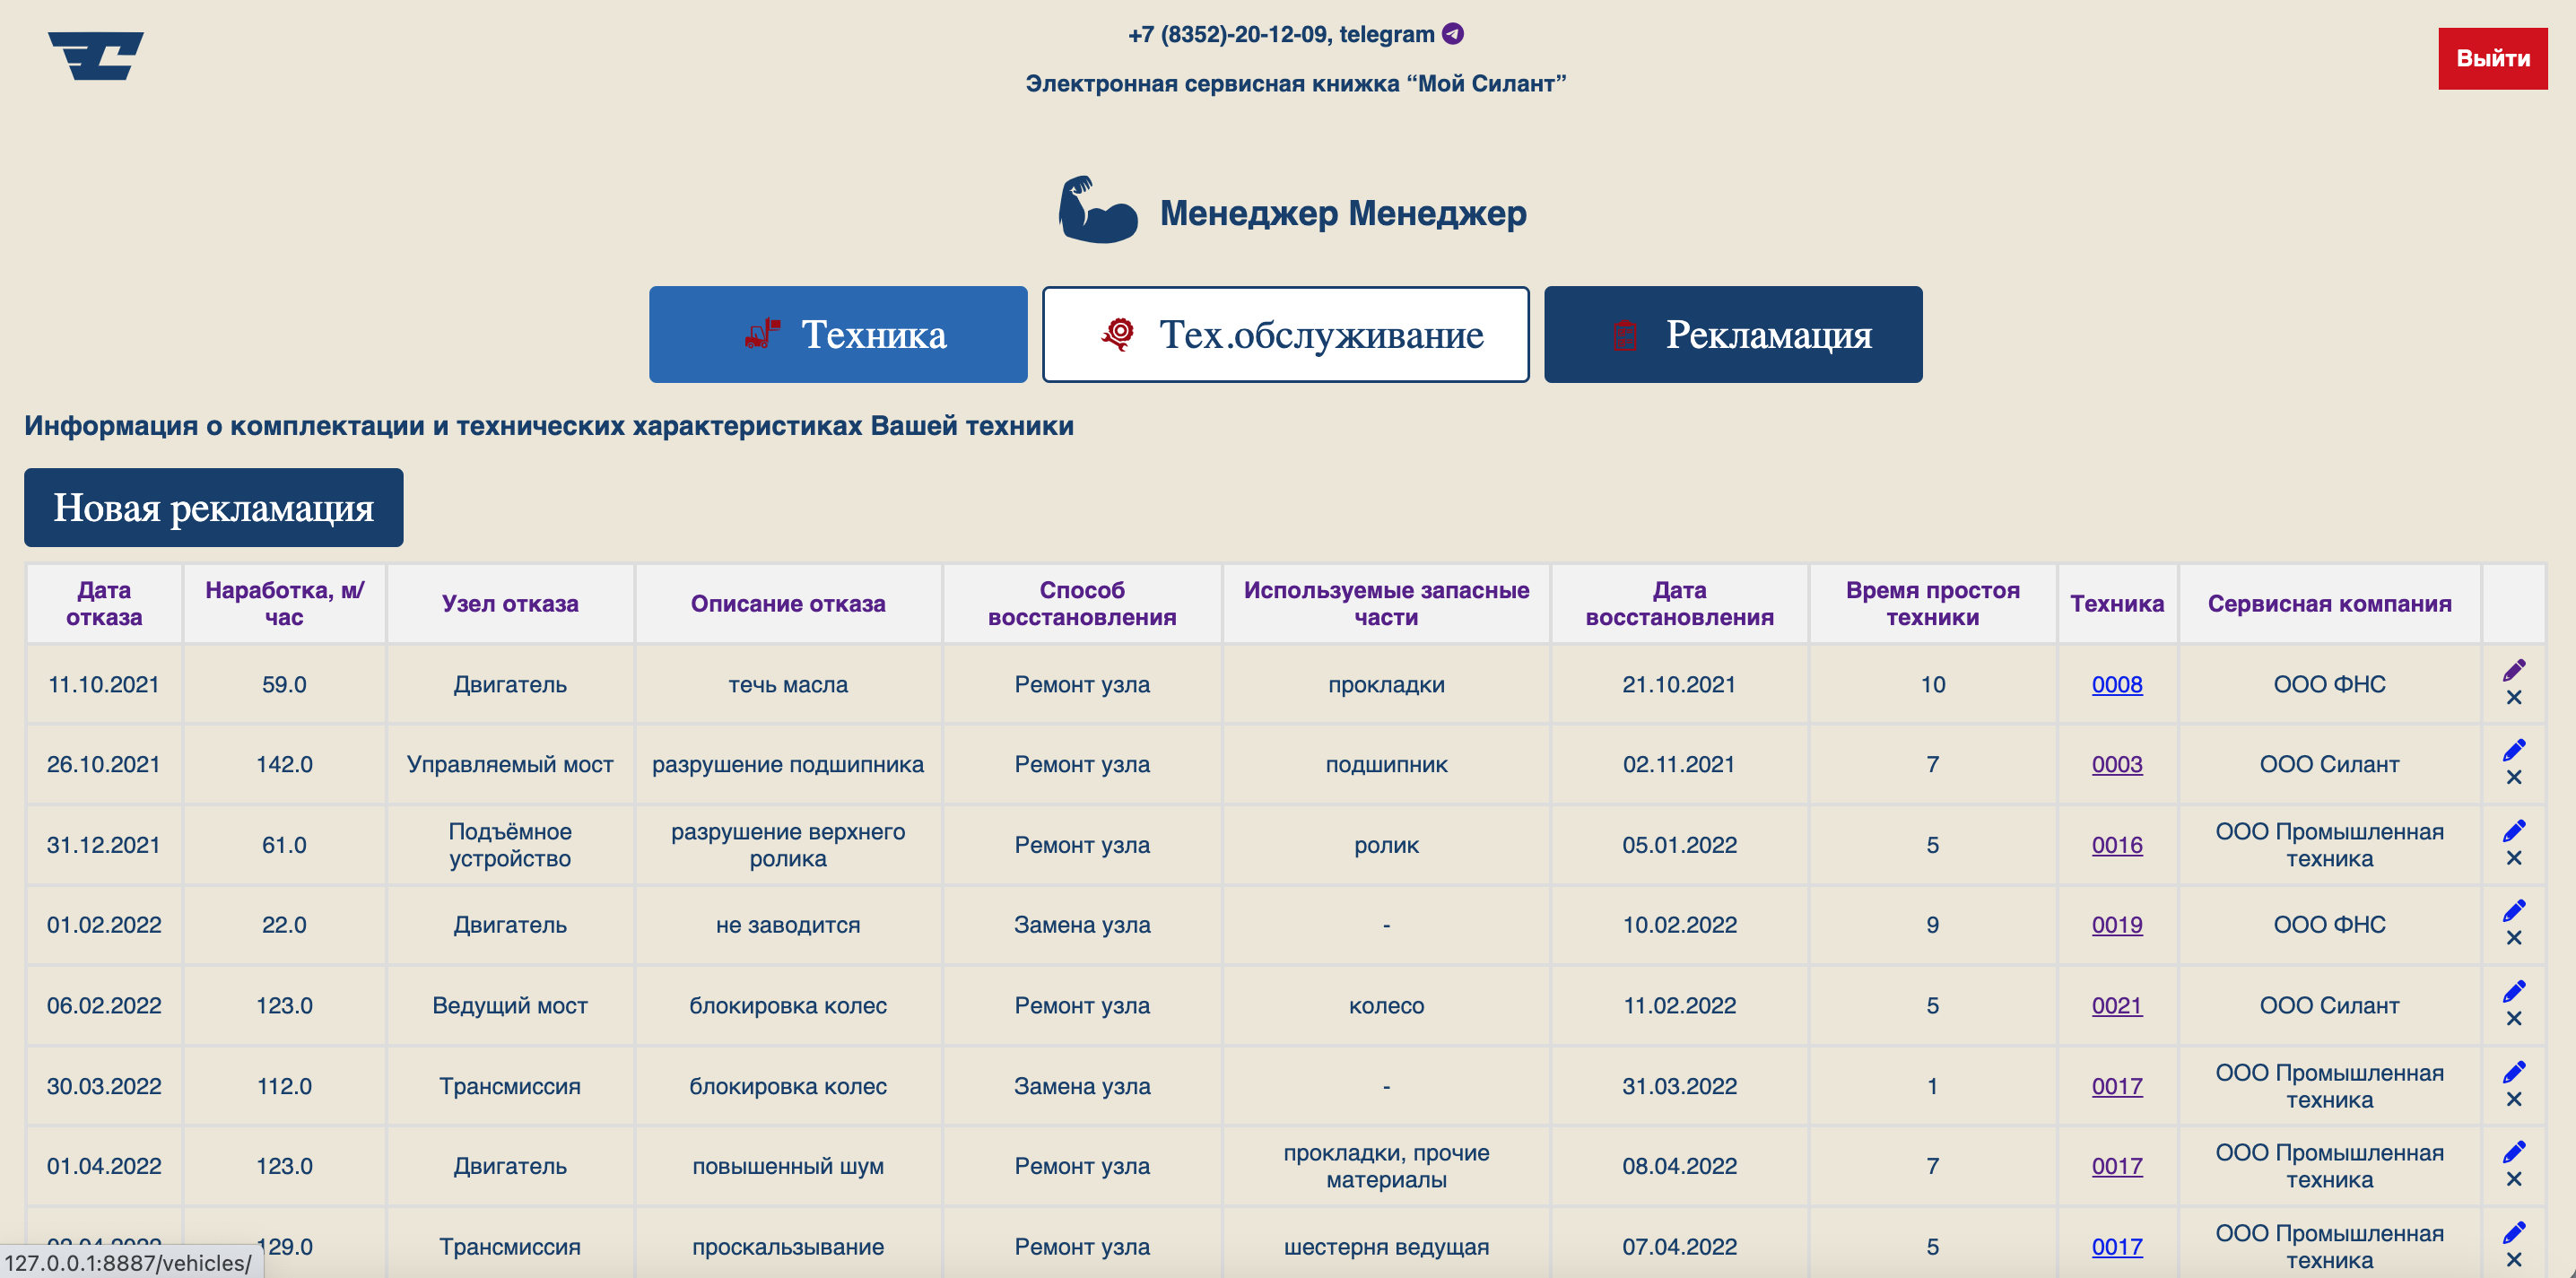 +7 (8352)-20-12-09, telegram
Электронная сервисная книжка “Мой Силант”
Выйти
Менеджер Менеджер
Техника
Тех.обслуживание
Рекламация
Информация о комплектации и технических характеристиках Вашей техники
Новая рекламация
Дата отказа Наработка, м/час Узел отказа Описание отказа Способ восстановления Используемые запасные части Дата восстановления Время простоя техники Техника Сервисная компания
11.10.2021 59.0 Двигатель течь масла Ремонт узла прокладки 21.10.2021 10 0008 ООО ФНС
26.10.2021 142.0 Управляемый мост разрушение подшипника Ремонт узла подшипник 02.11.2021 7 0003 ООО Силант
31.12.2021 61.0 Подъёмное устройство разрушение верхнего ролика Ремонт узла ролик 05.01.2022 5 0016 ООО Промышленная техника
01.02.2022 22.0 Двигатель не заводится Замена узла - 10.02.2022 9 0019 ООО ФНС
06.02.2022 123.0 Ведущий мост блокировка колес Ремонт узла колесо 11.02.2022 5 0021 ООО Силант
30.03.2022 112.0 Трансмиссия блокировка колес Замена узла - 31.03.2022 1 0017 ООО Промышленная техника
01.04.2022 123.0 Двигатель повышенный шум Ремонт узла прокладки, прочие материалы 08.04.2022 7 0017 ООО Промышленная техника
129.0 Трансмиссия проскальзывание Ремонт узла шестерня ведущая 07.04.2022 5 0017 ООО Промышленная техника
127.0.0.1:8887/vehicles/